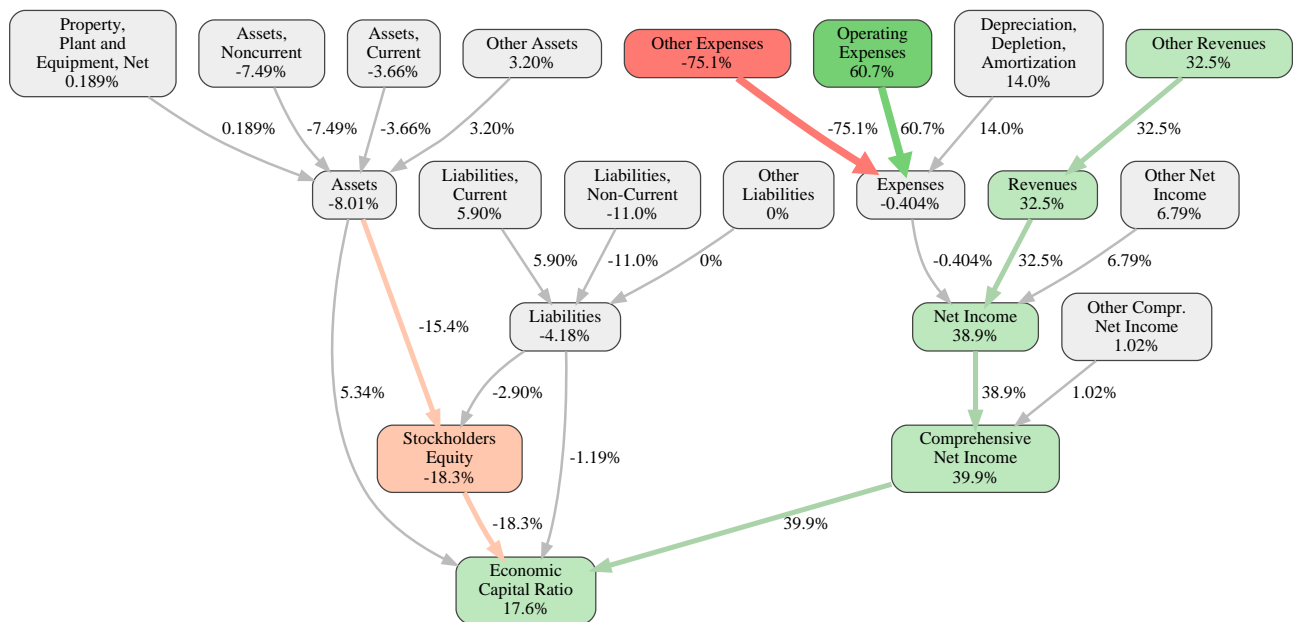 Property,
Plant and
Equipment, Net
0.189%
Assets,
Noncurrent
-7.49%
Assets,
Current
-3.66%
Other Assets
3.20%
Other Expenses
-75.1%
Operating
Expenses
60.7%
Depreciation,
Depletion,
Amortization
14.0%
Other Revenues
32.5%
0.189%
-7.49%
-3.66%
3.20%
-75.1%
60.7%
14.0%
32.5%
Assets
-8.01%
Liabilities,
Current
5.90%
Liabilities,
Non-Current
-11.0%
Other
Liabilities
0%
Expenses
-0.404%
Revenues
32.5%
Other Net
Income
6.79%
5.90%
-11.0%
0%
-0.404%
32.5%
6.79%
-15.4%
Liabilities
-4.18%
Net Income
38.9%
Other Compr.
Net Income
1.02%
5.34%
-2.90%
38.9%
1.02%
Stockholders
Equity
-18.3%
-1.19%
Comprehensive
Net Income
39.9%
-18.3%
39.9%
Economic
Capital Ratio
17.6%